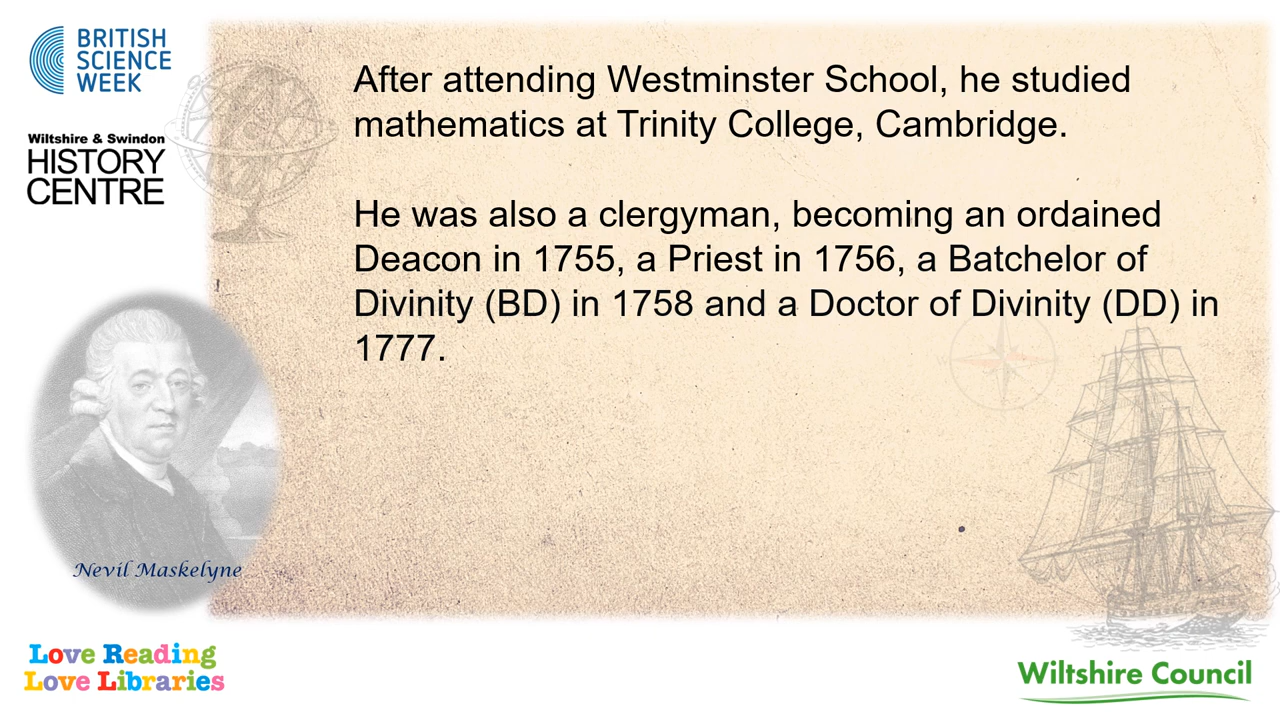 BRITISH
SCIENCE
WEEK
Wiltshire & Swindon
HISTORY
CENTRE
After attending Westminster School, he studied
mathematics at Trinity College, Cambridge.
He was also a clergyman, becoming an ordained
Deacon in 1755, a Priest in 1756, a Batchelor of
Divinity (BD) in 1758 and a Doctor of Divinity (DD) in
1777.
Nevil Maskelyne
Love Reading
Love Libraries
Wiltshire Council